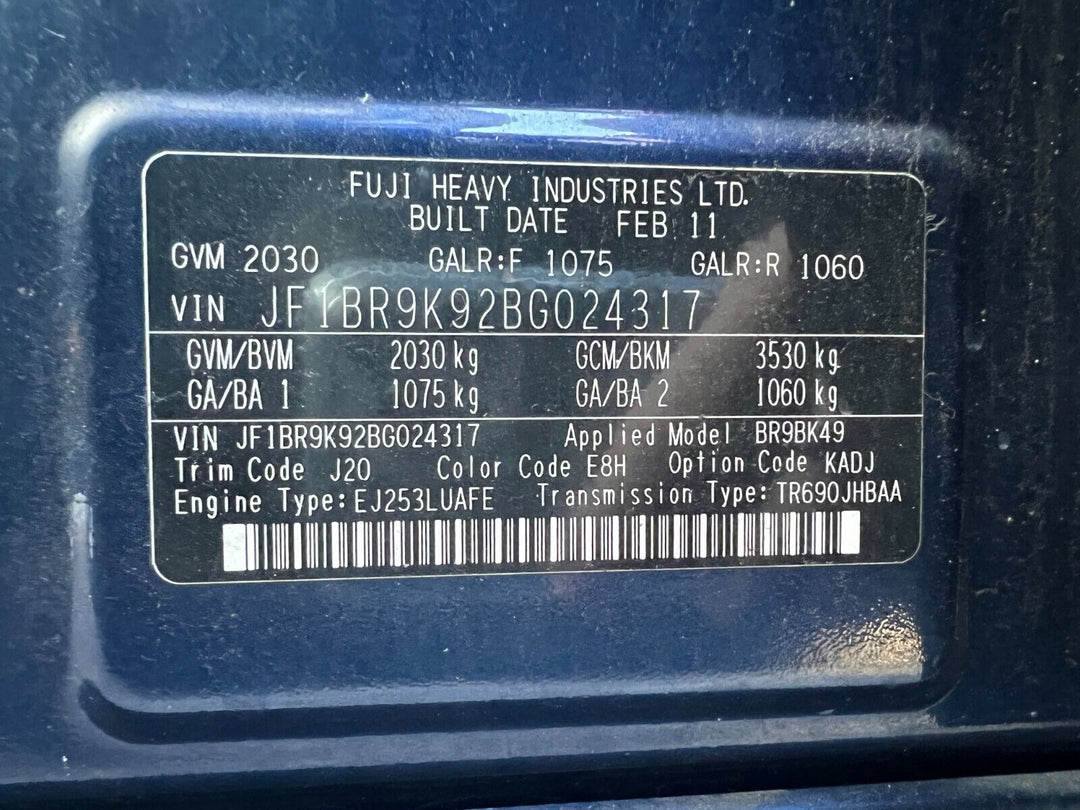 FUJI HEAVY INDUSTRIES LTD.
BUILT DATE FEB 11
GVM 2030 GALR:F 1075 GALR:R 1060
VIN JF1BR9K92BG024317
GVM/BVM 2030 kg GCM/BKM 3530 kg
GA/BA 1 1075 kg GA/BA 2 1060 kg
VIN JF1BR9K92BG024317 Applied Model BR9BK49
Trim Code J20 Color Code E8H Option Code KADJ
Engine Type:EJ253LUAFE Transmission Type:TR690JHBAA